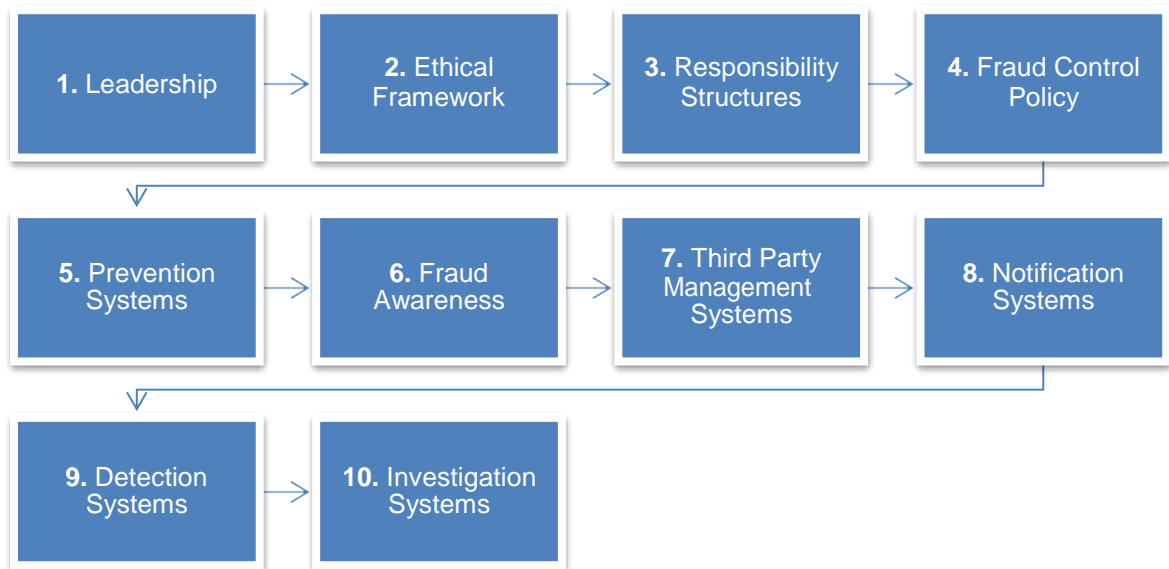 1. Leadership
2. Ethical
Framework
3. Responsibility
Structures
4. Fraud Control
Policy
5. Prevention
Systems
6. Fraud
Awareness
7. Third Party
Management
Systems
8. Notification
Systems
9. Detection
Systems
10. Investigation
Systems